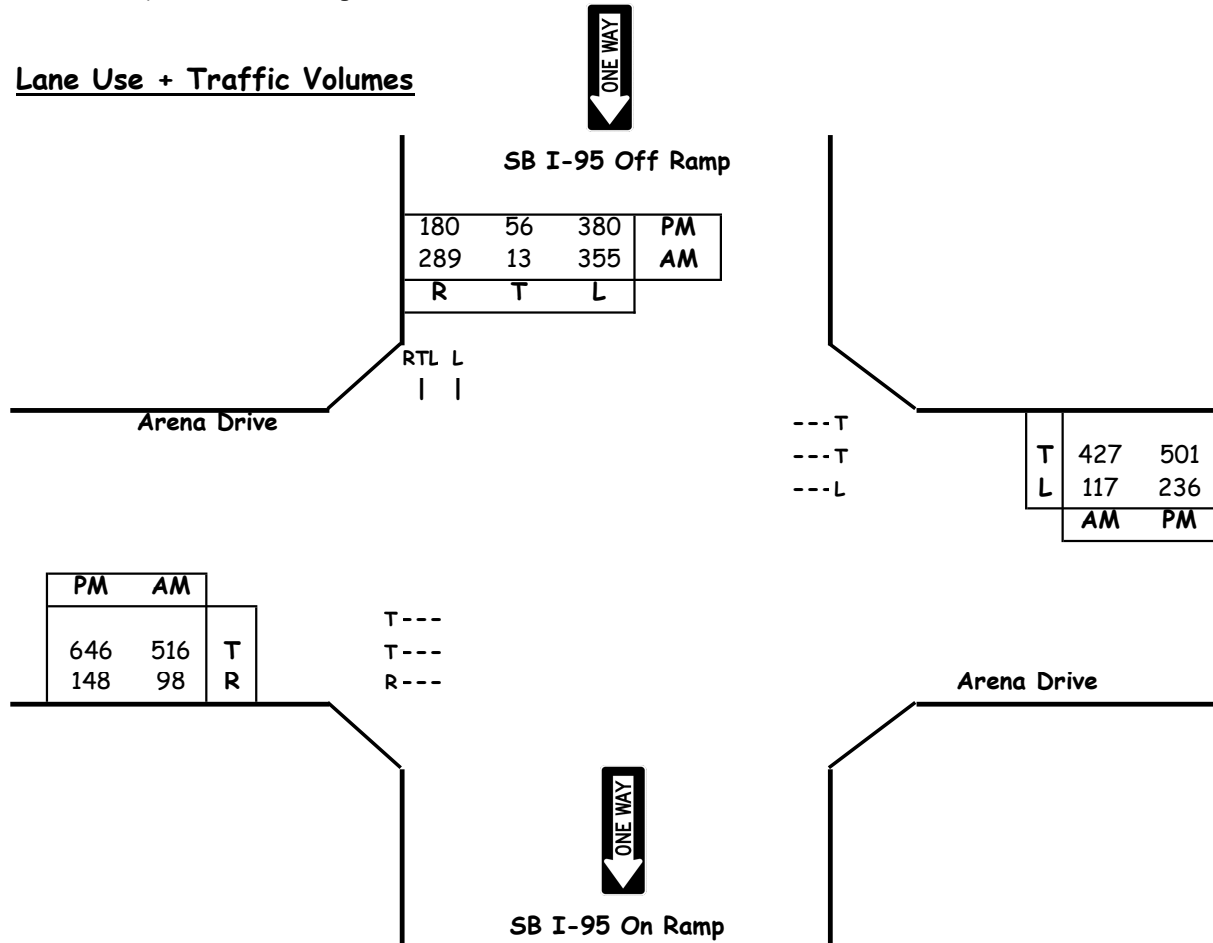 Lane Use + Traffic Volumes
ONE WAY
SB I-95 Off Ramp
180 56 380 PM
289 13 355 AM
R T L
RTL L
Arena Drive
---T
---T
---L
T 427 501
L 117 236
AM PM
PM AM
646 516 T
148 98 R
T---
T---
R---
Arena Drive
ONE WAY
SB I-95 On Ramp